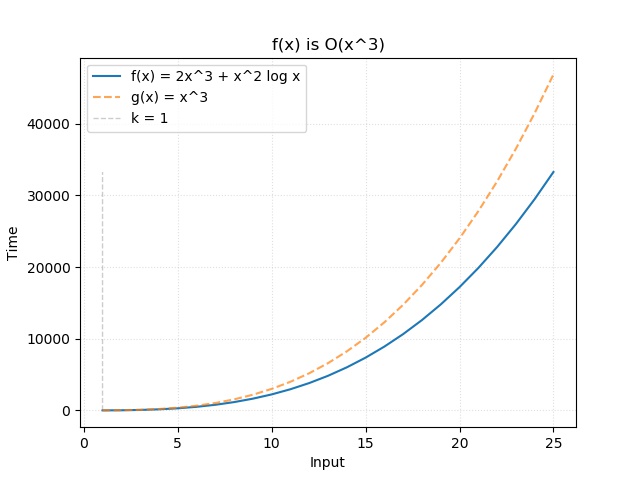 f(x) is O(x^3)
f(x) = 2x^3 + x^2 log x
g(x) = x^3
k = 1
40000
30000
20000
10000
0
Time
0 5 10 15 20 25
Input